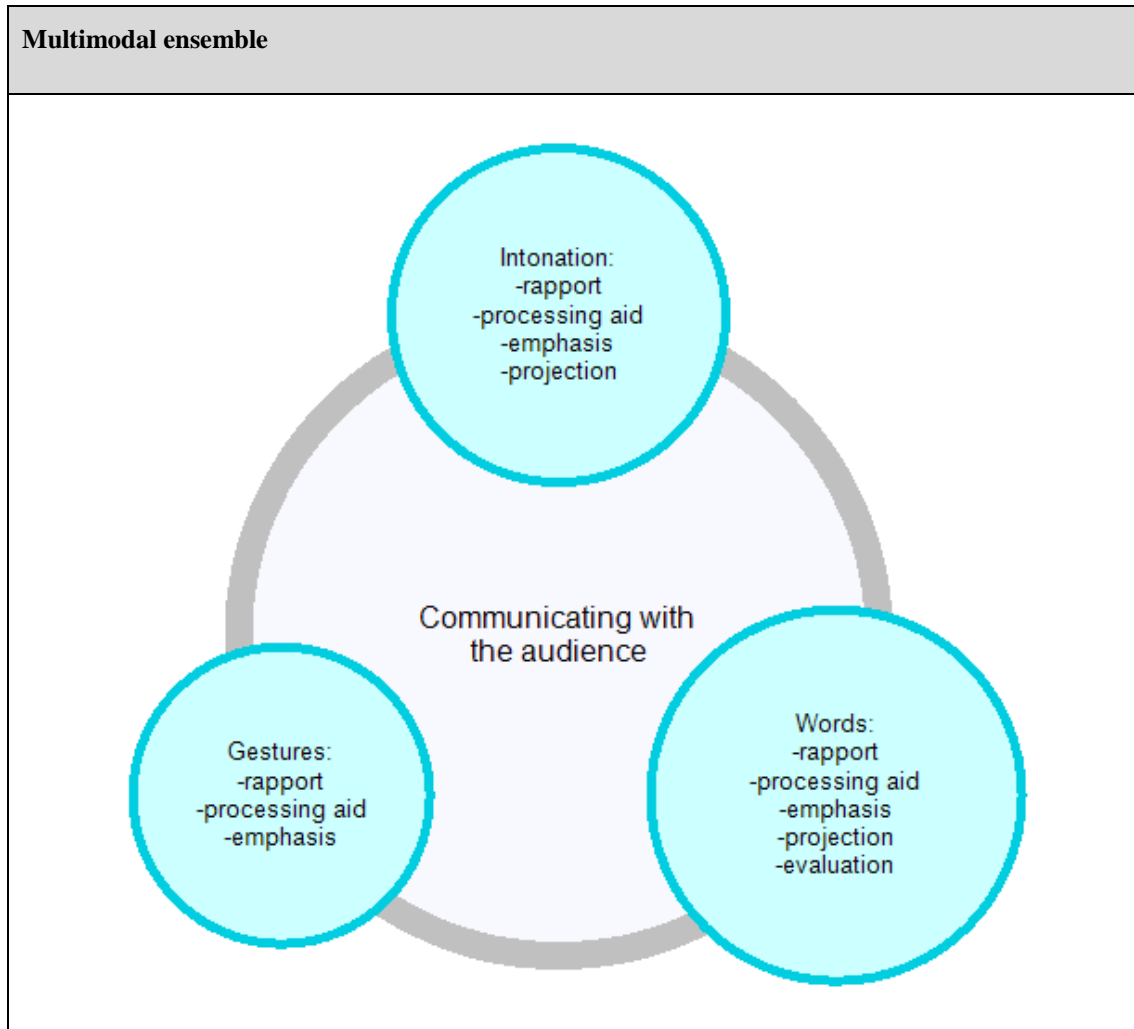 Multimodal ensemble
Intonation:
-rapport
-processing aid
-emphasis
-projection
Communicating with
the audience
Gestures:
-rapport
-processing aid
-emphasis
Words:
-rapport
-processing aid
-emphasis
-projection
-evaluation